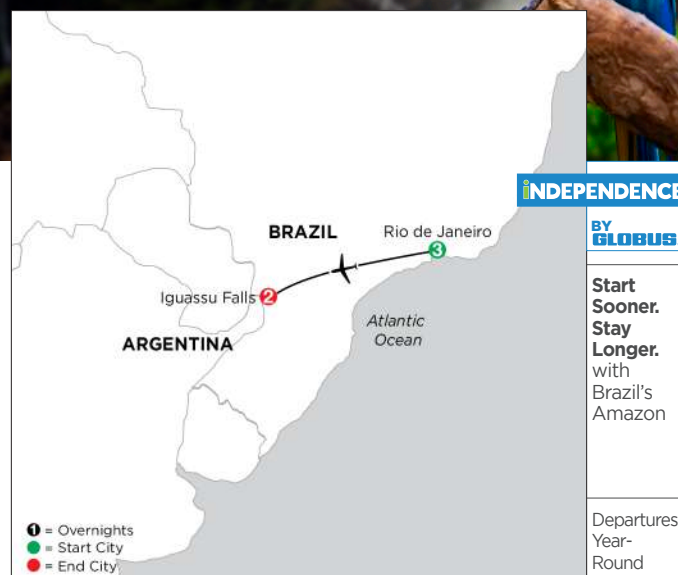 iNDEPENDENCE
BY
GLOBUS
BRAZIL
Rio de Janeiro
3
Iguassu Falls 2
ARGENTINA
Atlantic
Ocean
1 = Overnights
= Start City
= End City
Start
Sooner.
Stay
Longer.
with
Brazil's
Amazon
Departures
Year-
Round